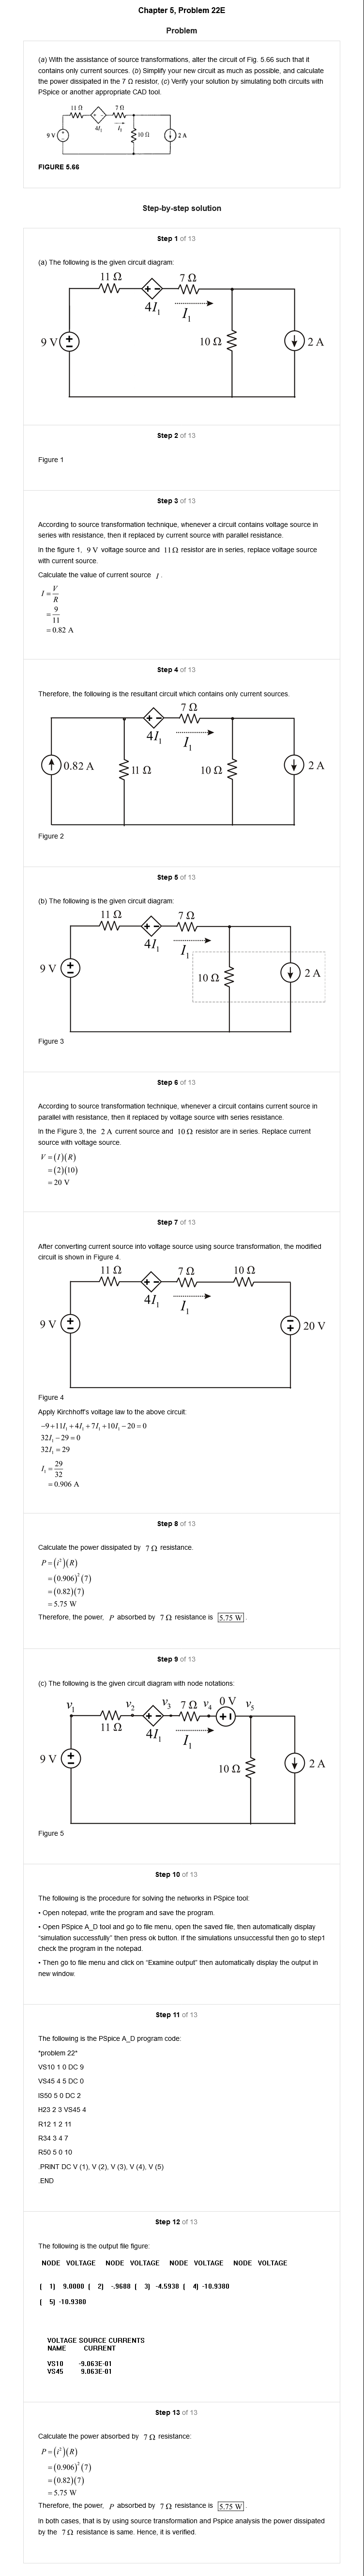 Chapter 5, Problem 22E
Problem
(a) With the assistance of source transformations, alter the circuit of Fig. 5.66 such that it
contains only current sources. (b) Simplify your new circuit as much as possible, and calculate
the power dissipated in the 7 Ω resistor. (c) Verify your solution by simulating both circuits with
PSpice or another appropriate CAD tool.
11 Ω 7 Ω
9 V 4I₁ I₁ 10 Ω 2 A
FIGURE 5.66
Step-by-step solution
Step 1 of 13
(a) The following is the given circuit diagram:
11 Ω 7 Ω
4I₁ I₁
9 V 10 Ω 2 A
Step 2 of 13
Figure 1
Step 3 of 13
According to source transformation technique, whenever a circuit contains voltage source in
series with resistance, then it replaced by current source with parallel resistance.
In the figure 1, 9 V voltage source and 11 Ω resistor are in series, replace voltage source
with current source.
Calculate the value of current source I.
I = V/R
= 9/11
= 0.82 A
Step 4 of 13
Therefore, the following is the resultant circuit which contains only current sources.
7 Ω
4I₁ I₁
0.82 A 11 Ω 10 Ω 2 A
Figure 2
Step 5 of 13
(b) The following is the given circuit diagram:
11 Ω 7 Ω
4I₁ I₁
9 V 10 Ω 2 A
Figure 3
Step 6 of 13
According to source transformation technique, whenever a circuit contains current source in
parallel with resistance, then it replaced by voltage source with series resistance.
In the Figure 3, the 2 A current source and 10 Ω resistor are in series. Replace current
source with voltage source.
V = (I)(R)
= (2)(10)
= 20 V
Step 7 of 13
After converting current source into voltage source using source transformation, the modified
circuit is shown in Figure 4.
11 Ω 7 Ω 10 Ω
4I₁ I₁
9 V 20 V
Figure 4
Apply Kirchhoff's voltage law to the above circuit:
−9 + 11I₁ + 4I₁ + 7I₁ + 10I₁ − 20 = 0
32I₁ − 29 = 0
32I₁ = 29
I₁ = 29/32
= 0.906 A
Step 8 of 13
Calculate the power dissipated by 7 Ω resistance.
P = (i²)(R)
= (0.906)²(7)
= (0.82)(7)
= 5.75 W
Therefore, the power, P absorbed by 7 Ω resistance is 5.75 W.
Step 9 of 13
(c) The following is the given circuit diagram with node notations:
v₁ v₂ v₃ 7 Ω v₄ 0 V v₅
11 Ω 4I₁ I₁
9 V 10 Ω 2 A
Figure 5
Step 10 of 13
The following is the procedure for solving the networks in PSpice tool:
• Open notepad, write the program and save the program.
• Open PSpice A_D tool and go to file menu, open the saved file, then automatically display
“simulation successfully” then press ok button. If the simulations unsuccessful then go to step1
check the program in the notepad.
• Then go to file menu and click on “Examine output” then automatically display the output in
new window.
Step 11 of 13
The following is the PSpice A_D program code:
*problem 22*
VS10 1 0 DC 9
VS45 4 5 DC 0
IS50 5 0 DC 2
H23 2 3 VS45 4
R12 1 2 11
R34 3 4 7
R50 5 0 10
.PRINT DC V (1), V (2), V (3), V (4), V (5)
.END
Step 12 of 13
The following is the output file figure:
NODE VOLTAGE NODE VOLTAGE NODE VOLTAGE NODE VOLTAGE
( 1) 9.0000 ( 2) -.9688 ( 3) -4.5938 ( 4) -10.9380
( 5) -10.9380
VOLTAGE SOURCE CURRENTS
NAME CURRENT
VS10 -9.063E-01
VS45 9.063E-01
Step 13 of 13
Calculate the power absorbed by 7 Ω resistance:
P = (i²)(R)
= (0.906)²(7)
= (0.82)(7)
= 5.75 W
Therefore, the power, P absorbed by 7 Ω resistance is 5.75 W.
In both cases, that is by using source transformation and Pspice analysis the power dissipated
by the 7 Ω resistance is same. Hence, it is verified.